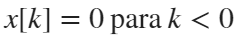 x[k] = 0 para k < 0